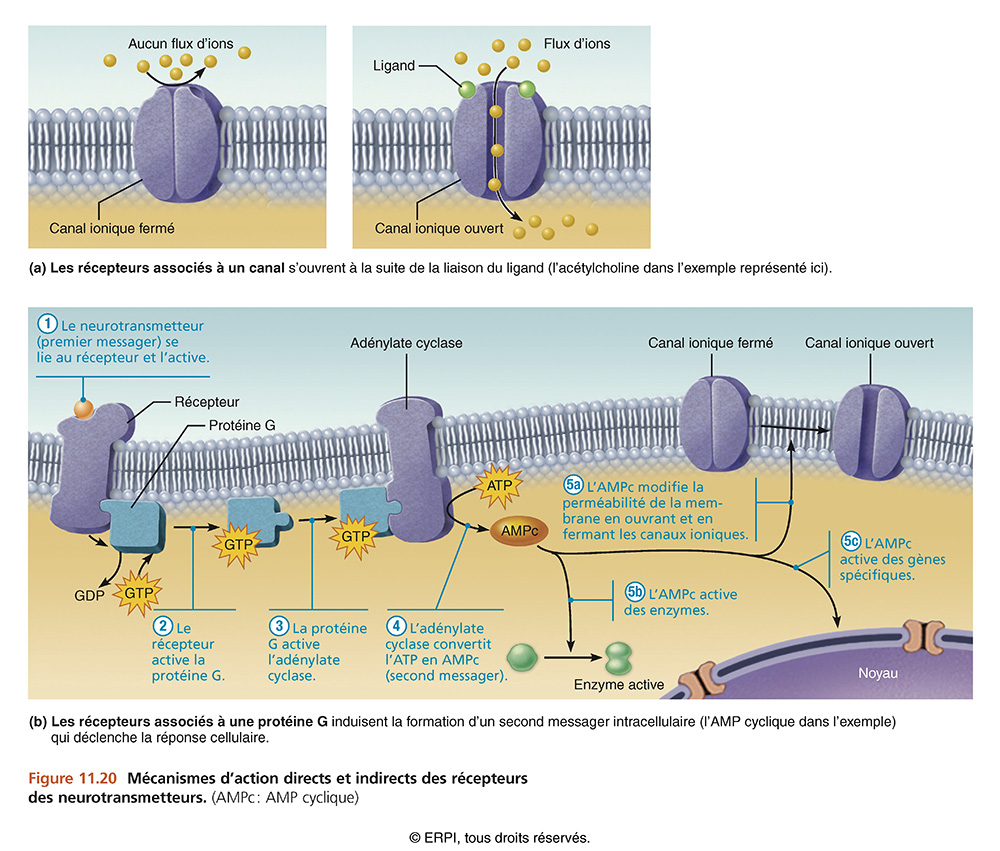 Aucun flux d'ions
Canal ionique fermé
Flux d'ions
Ligand
Canal ionique ouvert
(a) Les récepteurs associés à un canal s'ouvrent à la suite de la liaison du ligand (l'acétylcholine dans l'exemple représenté ici).
1 Le neurotransmetteur
(premier messager) se
lie au récepteur et l'active.
Récepteur
Protéine G
Adénylate cyclase
Canal ionique fermé
Canal ionique ouvert
GDP
GTP
GTP
GTP
ATP
AMPc
2 Le
récepteur
active la
protéine G.
3 La protéine
G active
l'adénylate
cyclase.
4 L'adénylate
cyclase convertit
l'ATP en AMPc
(second messager).
5a L'AMPc modifie la
perméabilité de la mem-
brane en ouvrant et en
fermant les canaux ioniques.
5b L'AMPc active
des enzymes.
5c L'AMPc
active des gènes
spécifiques.
Enzyme active
Noyau
(b) Les récepteurs associés à une protéine G induisent la formation d'un second messager intracellulaire (l'AMP cyclique dans l'exemple)
qui déclenche la réponse cellulaire.
Figure 11.20 Mécanismes d'action directs et indirects des récepteurs
des neurotransmetteurs. (AMPc : AMP cyclique)
© ERPI, tous droits réservés.